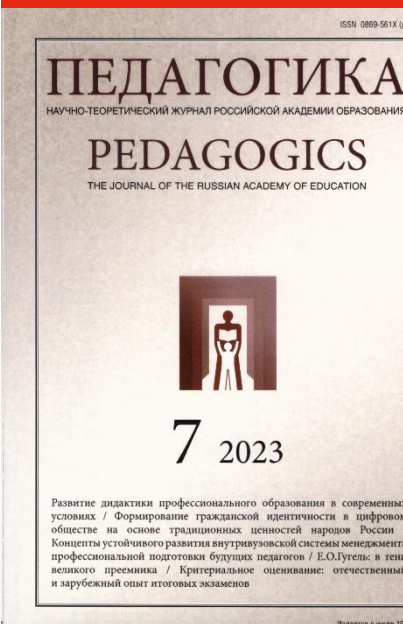 ISSN 0869-561X (
ПЕДАГОГИКА
НАУЧНО-ТЕОРЕТИЧЕСКИЙ ЖУРНАЛ РОССИЙСКОЙ АКАДЕМИИ ОБРАЗОВАНИЯ
PEDAGOGICS
THE JOURNAL OF THE RUSSIAN ACADEMY OF EDUCATION
7 2023
Развитие дидактики профессионального образования в современных
условиях / Формирование гражданской идентичности в цифровом
обществе на основе традиционных ценностей народов России
Концепты устойчивого развития внутривузовской системы менеджмента
профессиональной подготовки будущих педагогов / Е.О.Гугель: в тени
великого преемника / Критериальное оценивание: отечественный
и зарубежный опыт итоговых экзаменов